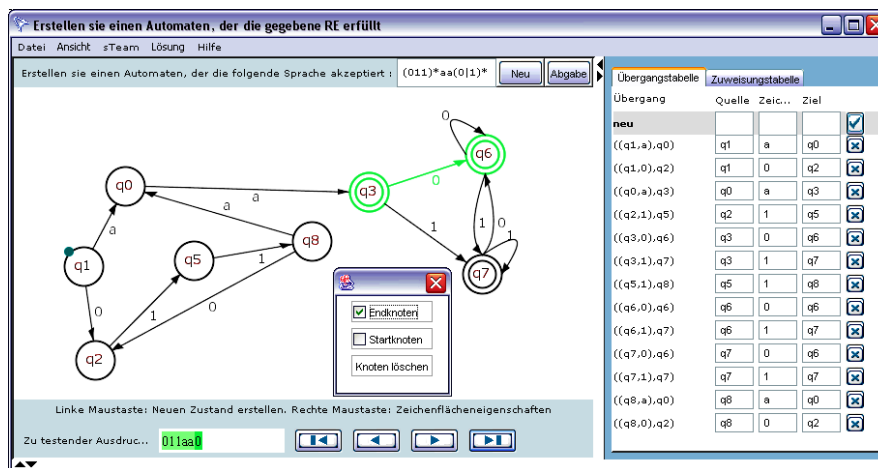 Erstellen sie einen Automaten, der die gegebene RE erfüllt
Datei Ansicht sTeam Lösung Hilfe
Erstellen sie einen Automaten, der die folgende Sprache akzeptiert : (011)*aa(0|1)* Neu Abgabe
0
q6
q0
a
q3
0
a
a
1
1
0
1
q8
q1
q5
1
q7
0
1
0
q2
Endknoten
Startknoten
Knoten löschen
Linke Maustaste: Neuen Zustand erstellen. Rechte Maustaste: Zeichenflächeneigenschaften
Zu testender Ausdruc... 011aa0
Übergangstabelle Zuweisungstabelle
Übergang Quelle Zeic... Ziel
neu
((q1,a),q0) q1 a q0
((q1,0),q2) q1 0 q2
((q0,a),q3) q0 a q3
((q2,1),q5) q2 1 q5
((q3,0),q6) q3 0 q6
((q3,1),q7) q3 1 q7
((q5,1),q8) q5 1 q8
((q6,0),q6) q6 0 q6
((q6,1),q7) q6 1 q7
((q7,0),q6) q7 0 q6
((q7,1),q7) q7 1 q7
((q8,a),q0) q8 a q0
((q8,0),q2) q8 0 q2